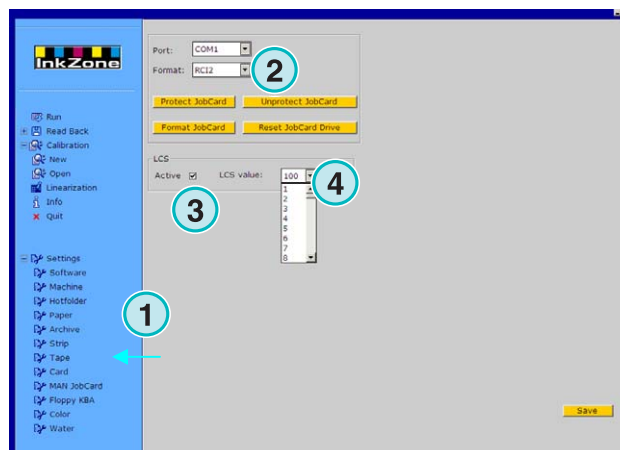 InkZone
Run
Read Back
Calibration
New
Open
Linearization
Info
Quit
Settings
Software
Machine
Hotfolder
Paper
Archive
Strip
Tape
Card
MAN JobCard
Floppy KBA
Color
Water
1
Port: COM1
Format: RCI2
2
Protect JobCard Unprotect JobCard
Format JobCard Reset JobCard Drive
LCS
Active LCS value: 100
3
4
1
2
3
4
5
6
7
8
Save